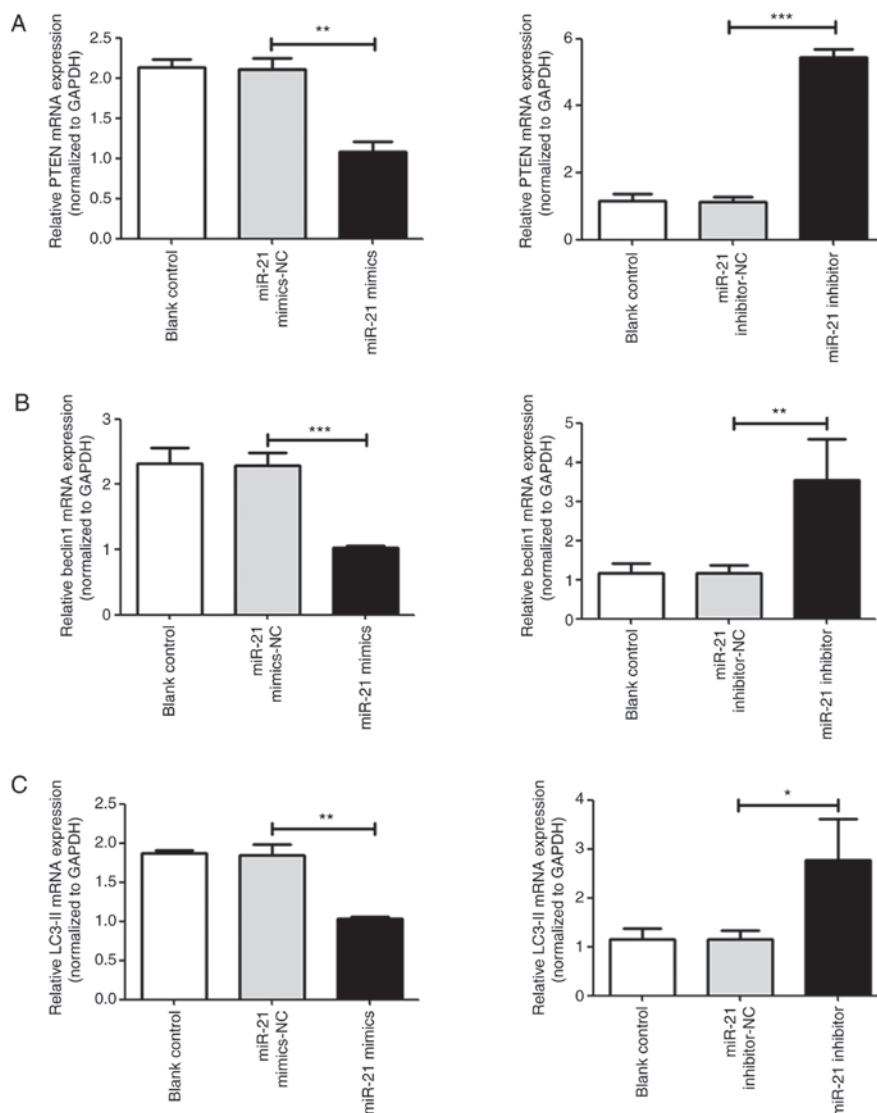 A
Relative PTEN mRNA expression
(normalized to GAPDH)
2.5
2.0
1.5
1.0
0.5
0.0
**
Blank control
miR-21
mimics-NC
miR-21 mimics
Relative PTEN mRNA expression
(normalized to GAPDH)
6
4
2
0
***
Blank control
miR-21
inhibitor-NC
miR-21 inhibitor
B
Relative beclin1 mRNA expression
(normalized to GAPDH)
3
2
1
0
***
Blank control
miR-21
mimics-NC
miR-21 mimics
Relative beclin1 mRNA expression
(normalized to GAPDH)
5
4
3
2
1
0
**
Blank control
miR-21
inhibitor-NC
miR-21 inhibitor
C
Relative LC3-II mRNA expression
(normalized to GAPDH)
2.5
2.0
1.5
1.0
0.5
0.0
**
Blank control
miR-21
mimics-NC
miR-21 mimics
Relative LC3-II mRNA expression
(normalized to GAPDH)
4
3
2
1
0
*
Blank control
miR-21
inhibitor-NC
miR-21 inhibitor